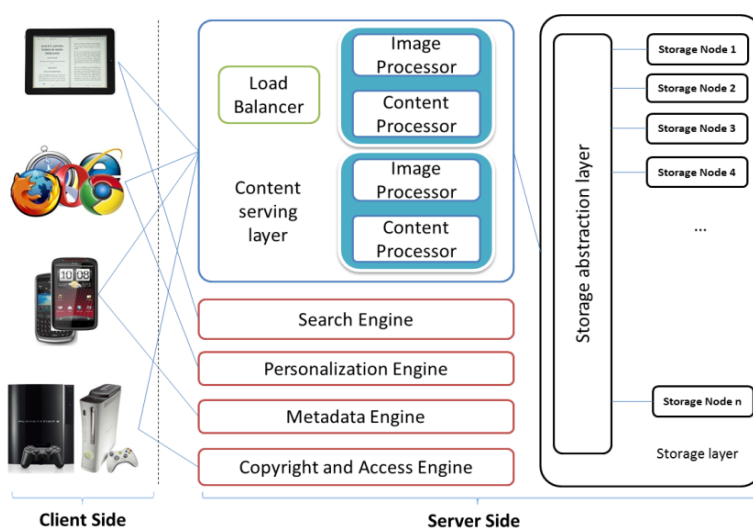 Load
Balancer
Content
serving
layer
Image
Processor
Content
Processor
Image
Processor
Content
Processor
Search Engine
Personalization Engine
Metadata Engine
Copyright and Access Engine
Storage abstraction layer
Storage Node 1
Storage Node 2
Storage Node 3
Storage Node 4
...
Storage Node n
Storage layer
10 08
Client Side
Server Side